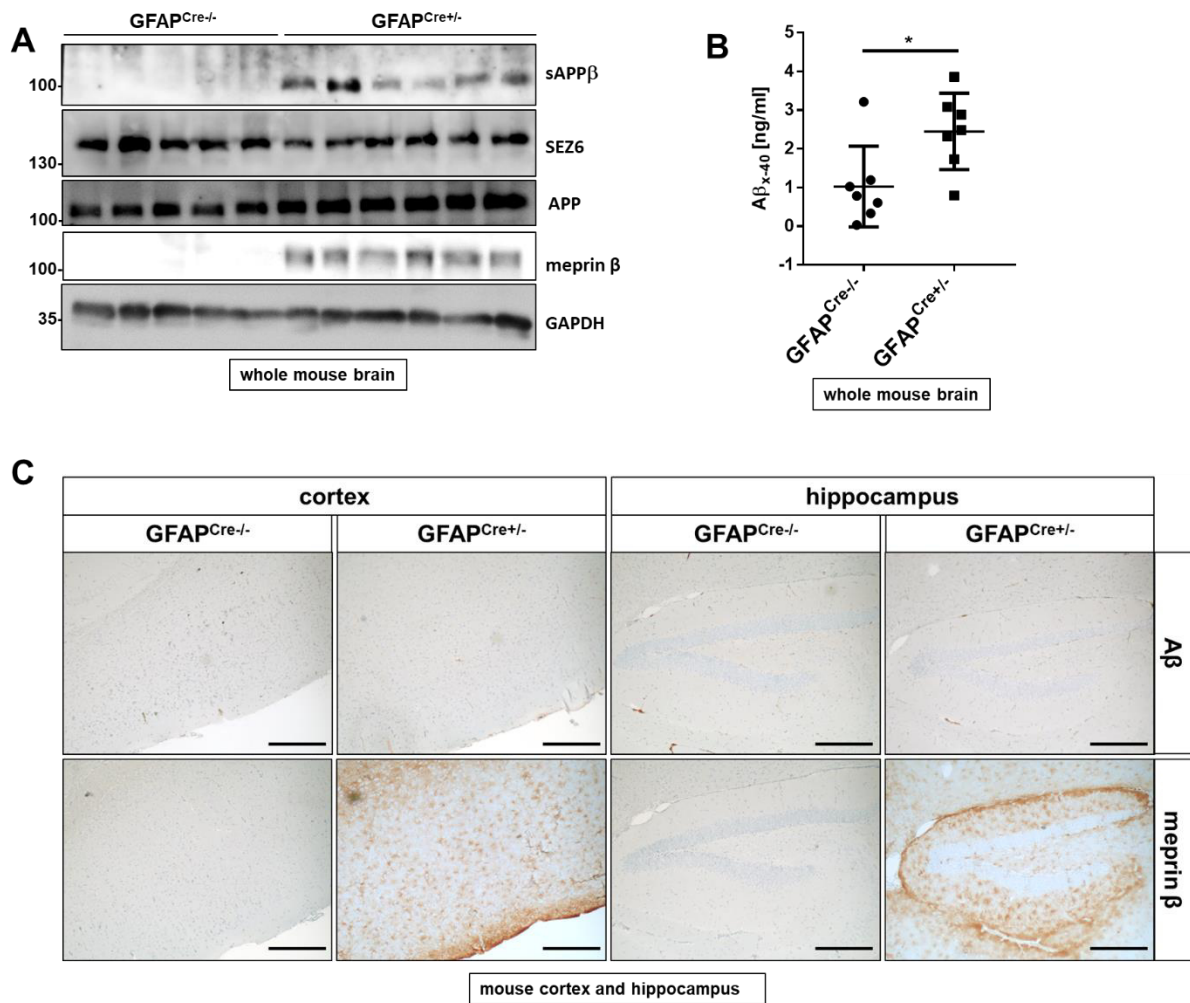 A
GFAPCre-/- GFAPCre+/-
100- sAPPβ
130- SEZ6
100- APP
100- meprin β
35- GAPDH
whole mouse brain
B
*
Aβx-40 [ng/ml]
5
4
3
2
1
0
-1
GFAPCre-/- GFAPCre+/-
whole mouse brain
C
cortex hippocampus
GFAPCre-/- GFAPCre+/- GFAPCre-/- GFAPCre+/-
Aβ
meprin β
mouse cortex and hippocampus